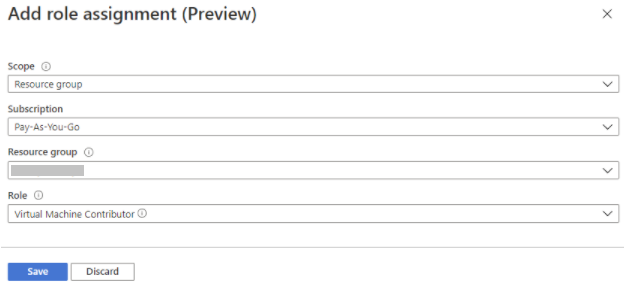 Add role assignment (Preview)
Scope
Resource group
Subscription
Pay-As-You-Go
Resource group
Role
Virtual Machine Contributor
Save Discard